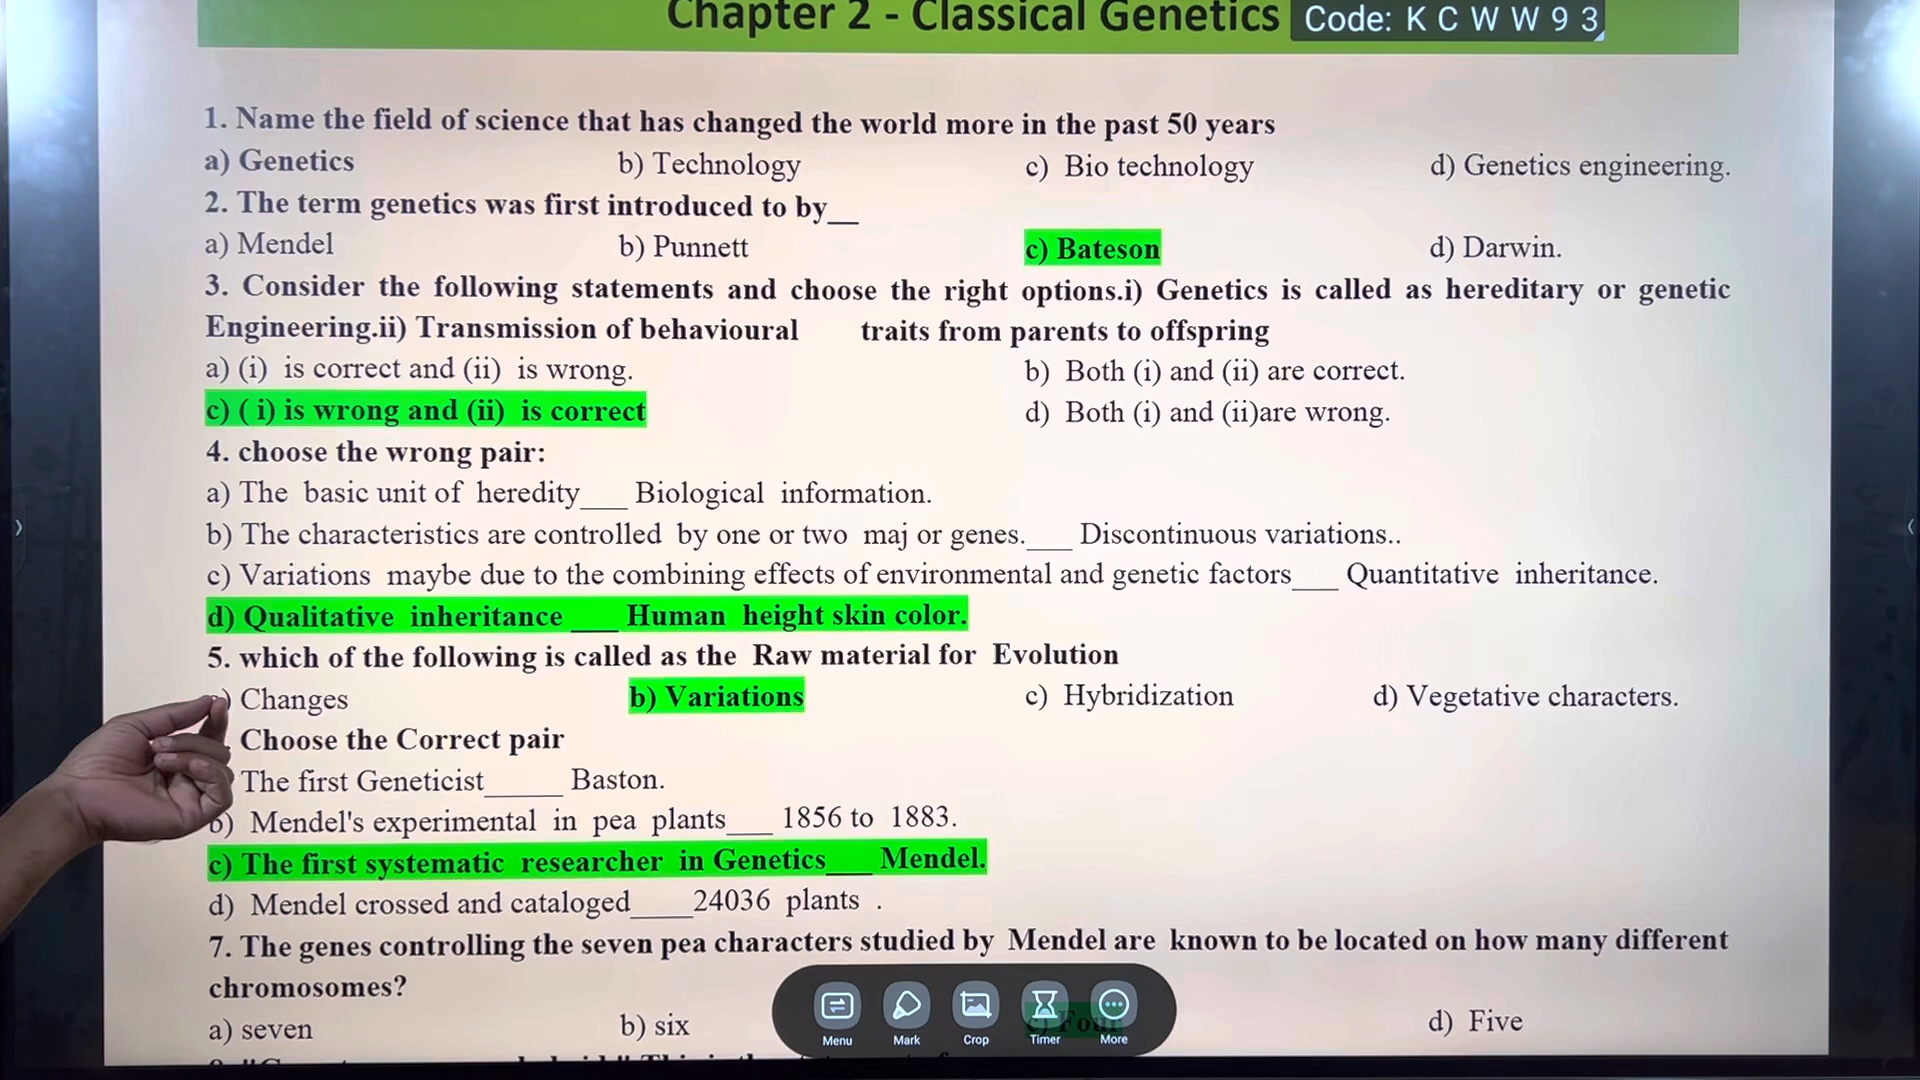 Chapter 2 - Classical Genetics Code: K C W W 9 3
1. Name the field of science that has changed the world more in the past 50 years
a) Genetics b) Technology c) Bio technology d) Genetics engineering.
2. The term genetics was first introduced to by__
a) Mendel b) Punnett c) Bateson d) Darwin.
3. Consider the following statements and choose the right options.i) Genetics is called as hereditary or genetic
Engineering.ii) Transmission of behavioural traits from parents to offspring
a) (i) is correct and (ii) is wrong. b) Both (i) and (ii) are correct.
c) ( i) is wrong and (ii) is correct d) Both (i) and (ii)are wrong.
4. choose the wrong pair:
a) The basic unit of heredity___ Biological information.
b) The characteristics are controlled by one or two maj or genes.___ Discontinuous variations..
c) Variations maybe due to the combining effects of environmental and genetic factors___ Quantitative inheritance.
d) Qualitative inheritance ___ Human height skin color.
5. which of the following is called as the Raw material for Evolution
) Changes b) Variations c) Hybridization d) Vegetative characters.
Choose the Correct pair
The first Geneticist_____ Baston.
b) Mendel's experimental in pea plants___ 1856 to 1883.
c) The first systematic researcher in Genetics___ Mendel.
d) Mendel crossed and cataloged____24036 plants .
7. The genes controlling the seven pea characters studied by Mendel are known to be located on how many different
chromosomes?
a) seven b) six c) Four d) Five
Menu Mark Crop Timer More